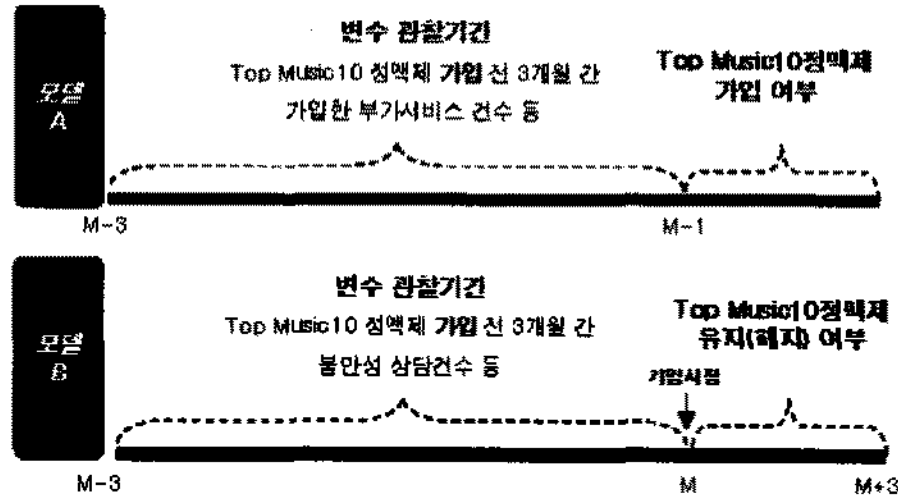 모델
A
변수 관찰기간
Top Music10 정액제 가입 전 3개월 간
가입한 부가서비스 건수 등
Top Music10정액제
가입 여부
M-3
M-1
모델
B
변수 관찰기간
Top Music10 정액제 가입 전 3개월 간
불만성 상담건수 등
Top Music10정액제
유지(해지) 여부
가입시점
M-3
M
M+3